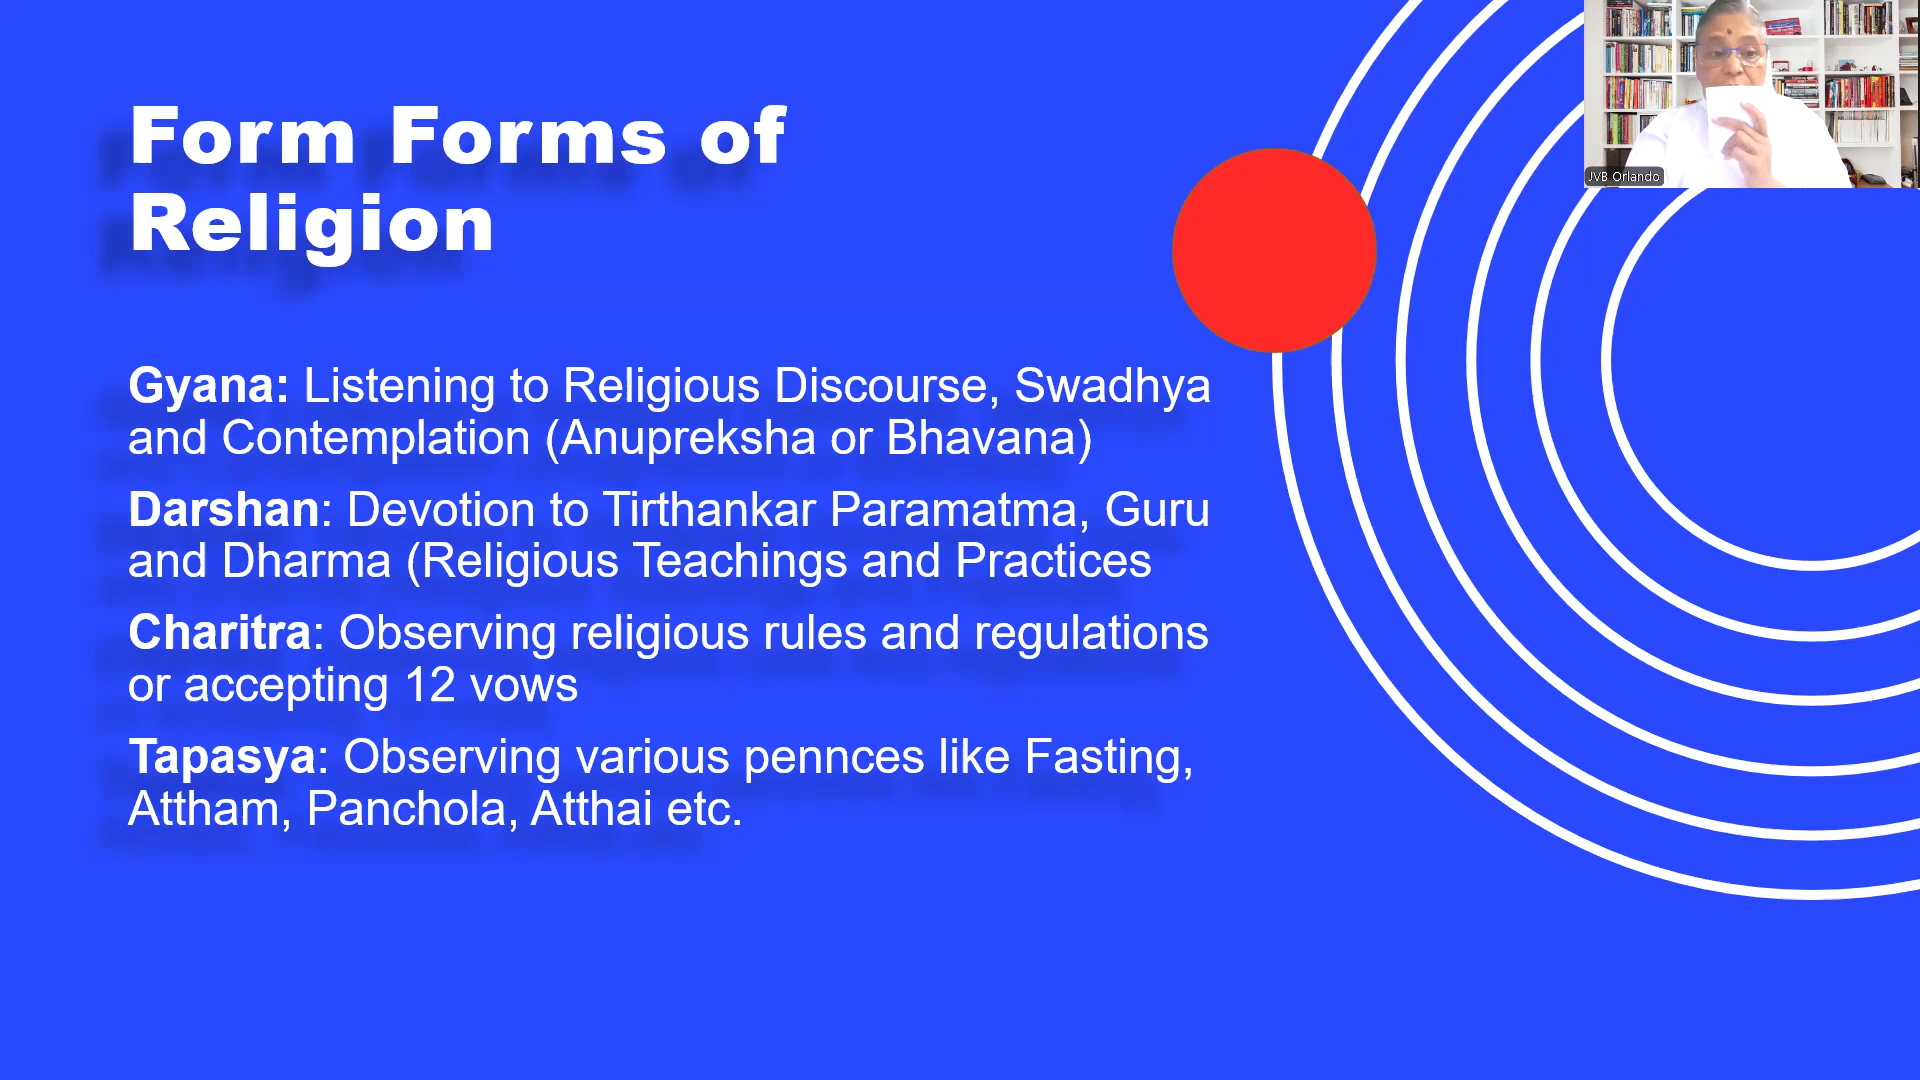 Form Forms of
Religion
Gyana: Listening to Religious Discourse, Swadhya
and Contemplation (Anupreksha or Bhavana)
Darshan: Devotion to Tirthankar Paramatma, Guru
and Dharma (Religious Teachings and Practices
Charitra: Observing religious rules and regulations
or accepting 12 vows
Tapasya: Observing various pennces like Fasting,
Attham, Panchola, Atthai etc.
JVB Orlando